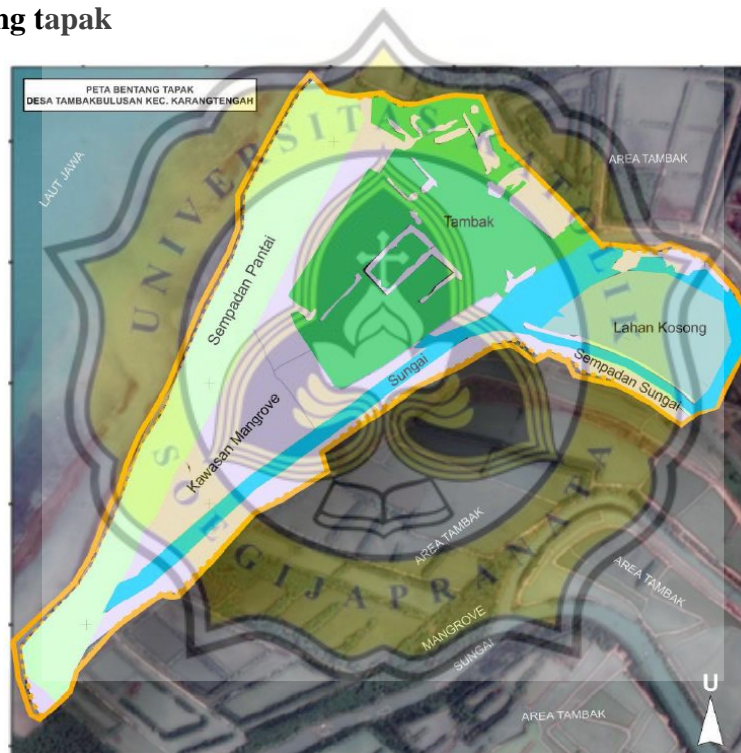 ng tapak
PETA BENTANG TAPAK
DESA TAMBAKBULUSAN KEC. KARANGTENGAH
LAUT JAWA
AREA TAMBAK
UNIVERSITAS KATOLIK
Tambak
Sempadan Pantai
Lahan Kosong
Sungai
Sempadan Sungai
Kawasan Mangrove
SOEGIJAPRANATA
AREA TAMBAK
AREA TAMBAK
MANGROVE
SUNGAI
U
AREA TAMBAK